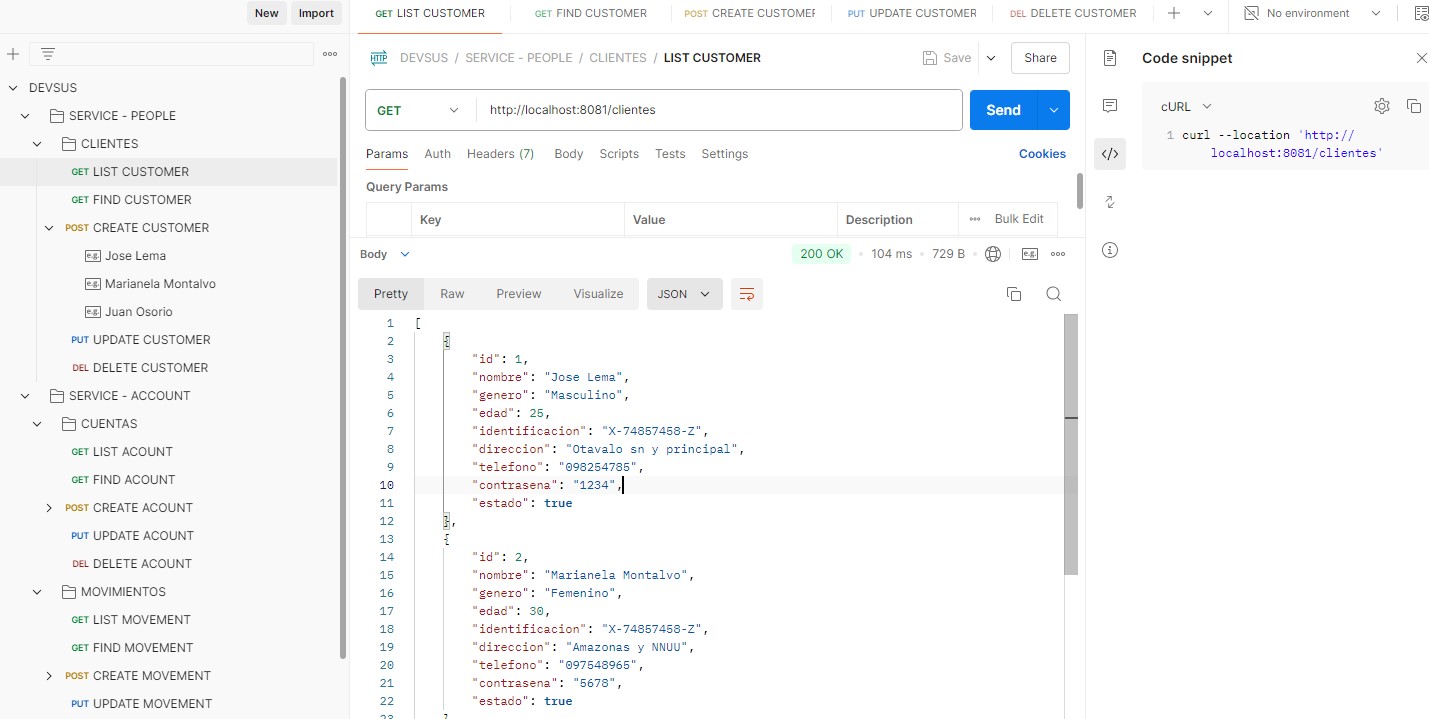 New Import
GET LIST CUSTOMER GET FIND CUSTOMER POST CREATE CUSTOMER PUT UPDATE CUSTOMER DEL DELETE CUSTOMER No environment
DEVSUS
SERVICE - PEOPLE
CLIENTES
GET LIST CUSTOMER
GET FIND CUSTOMER
POST CREATE CUSTOMER
e.g. Jose Lema
e.g. Marianela Montalvo
e.g. Juan Osorio
PUT UPDATE CUSTOMER
DEL DELETE CUSTOMER
SERVICE - ACCOUNT
CUENTAS
GET LIST ACOUNT
GET FIND ACOUNT
POST CREATE ACOUNT
PUT UPDATE ACOUNT
DEL DELETE ACOUNT
MOVIMIENTOS
GET LIST MOVEMENT
GET FIND MOVEMENT
POST CREATE MOVEMENT
PUT UPDATE MOVEMENT
HTTP DEVSUS / SERVICE - PEOPLE / CLIENTES / LIST CUSTOMER Save Share
GET http://localhost:8081/clientes Send
Params Auth Headers (7) Body Scripts Tests Settings Cookies
Query Params
Key Value Description Bulk Edit
Body 200 OK 104 ms 729 B e.g.
Pretty Raw Preview Visualize JSON
1 [
2 {
3 "id": 1,
4 "nombre": "Jose Lema",
5 "genero": "Masculino",
6 "edad": 25,
7 "identificacion": "X-74857458-Z",
8 "direccion": "Otavalo sn y principal",
9 "telefono": "098254785",
10 "contrasena": "1234",
11 "estado": true
12 },
13 {
14 "id": 2,
15 "nombre": "Marianela Montalvo",
16 "genero": "Femenino",
17 "edad": 30,
18 "identificacion": "X-74857458-Z",
19 "direccion": "Amazonas y NNUU",
20 "telefono": "097548965",
21 "contrasena": "5678",
22 "estado": true
Code snippet
cURL
1 curl --location 'http://
localhost:8081/clientes'